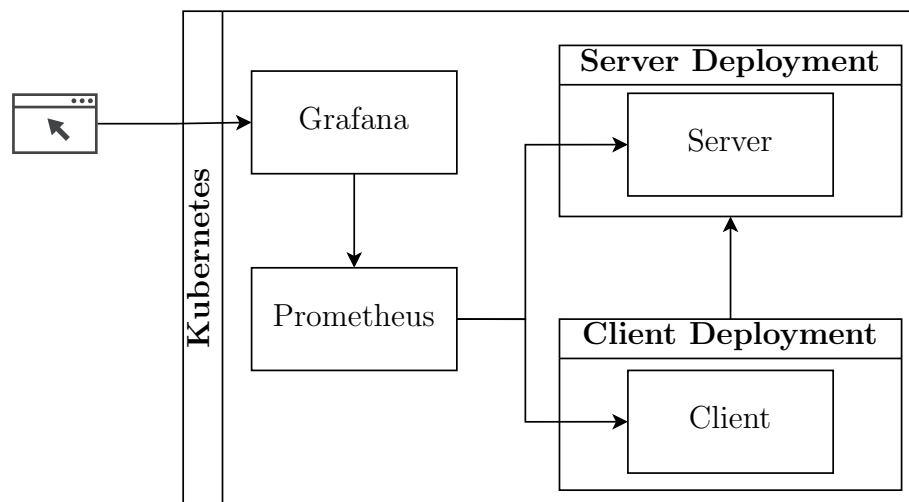 Kubernetes
Grafana
Prometheus
Server Deployment
Server
Client Deployment
Client